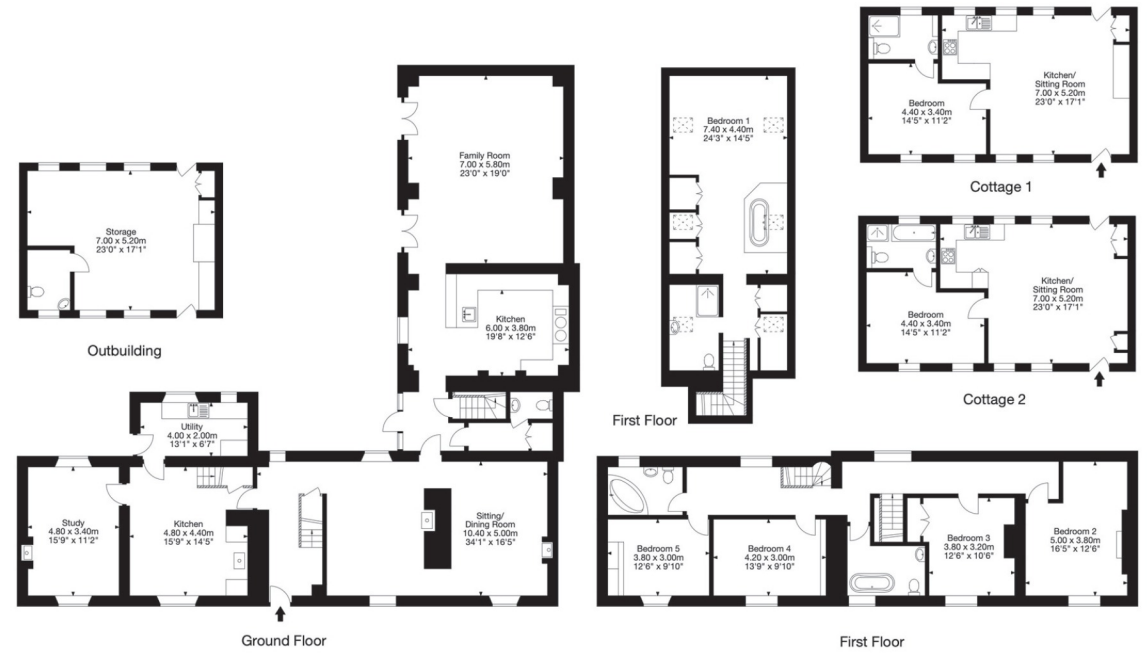 Storage
7.00 x 5.20m
23'0" x 17'1"
Outbuilding
Family Room
7.00 x 5.80m
23'0" x 19'0"
Kitchen
6.00 x 3.80m
19'8" x 12'6"
Utility
4.00 x 2.00m
13'1" x 6'7"
Study
4.80 x 3.40m
15'9" x 11'2"
Kitchen
4.80 x 4.40m
15'9" x 14'5"
Sitting/
Dining Room
10.40 x 5.00m
34'1" x 16'5"
Ground Floor
Bedroom 1
7.40 x 4.40m
24'3" x 14'5"
First Floor
Kitchen/
Sitting Room
7.00 x 5.20m
23'0" x 17'1"
Bedroom
4.40 x 3.40m
14'5" x 11'2"
Cottage 1
Kitchen/
Sitting Room
7.00 x 5.20m
23'0" x 17'1"
Bedroom
4.40 x 3.40m
14'5" x 11'2"
Cottage 2
Bedroom 5
3.80 x 3.00m
12'6" x 9'10"
Bedroom 4
4.20 x 3.00m
13'9" x 9'10"
Bedroom 3
3.80 x 3.20m
12'6" x 10'6"
Bedroom 2
5.00 x 3.80m
16'5" x 12'6"
First Floor